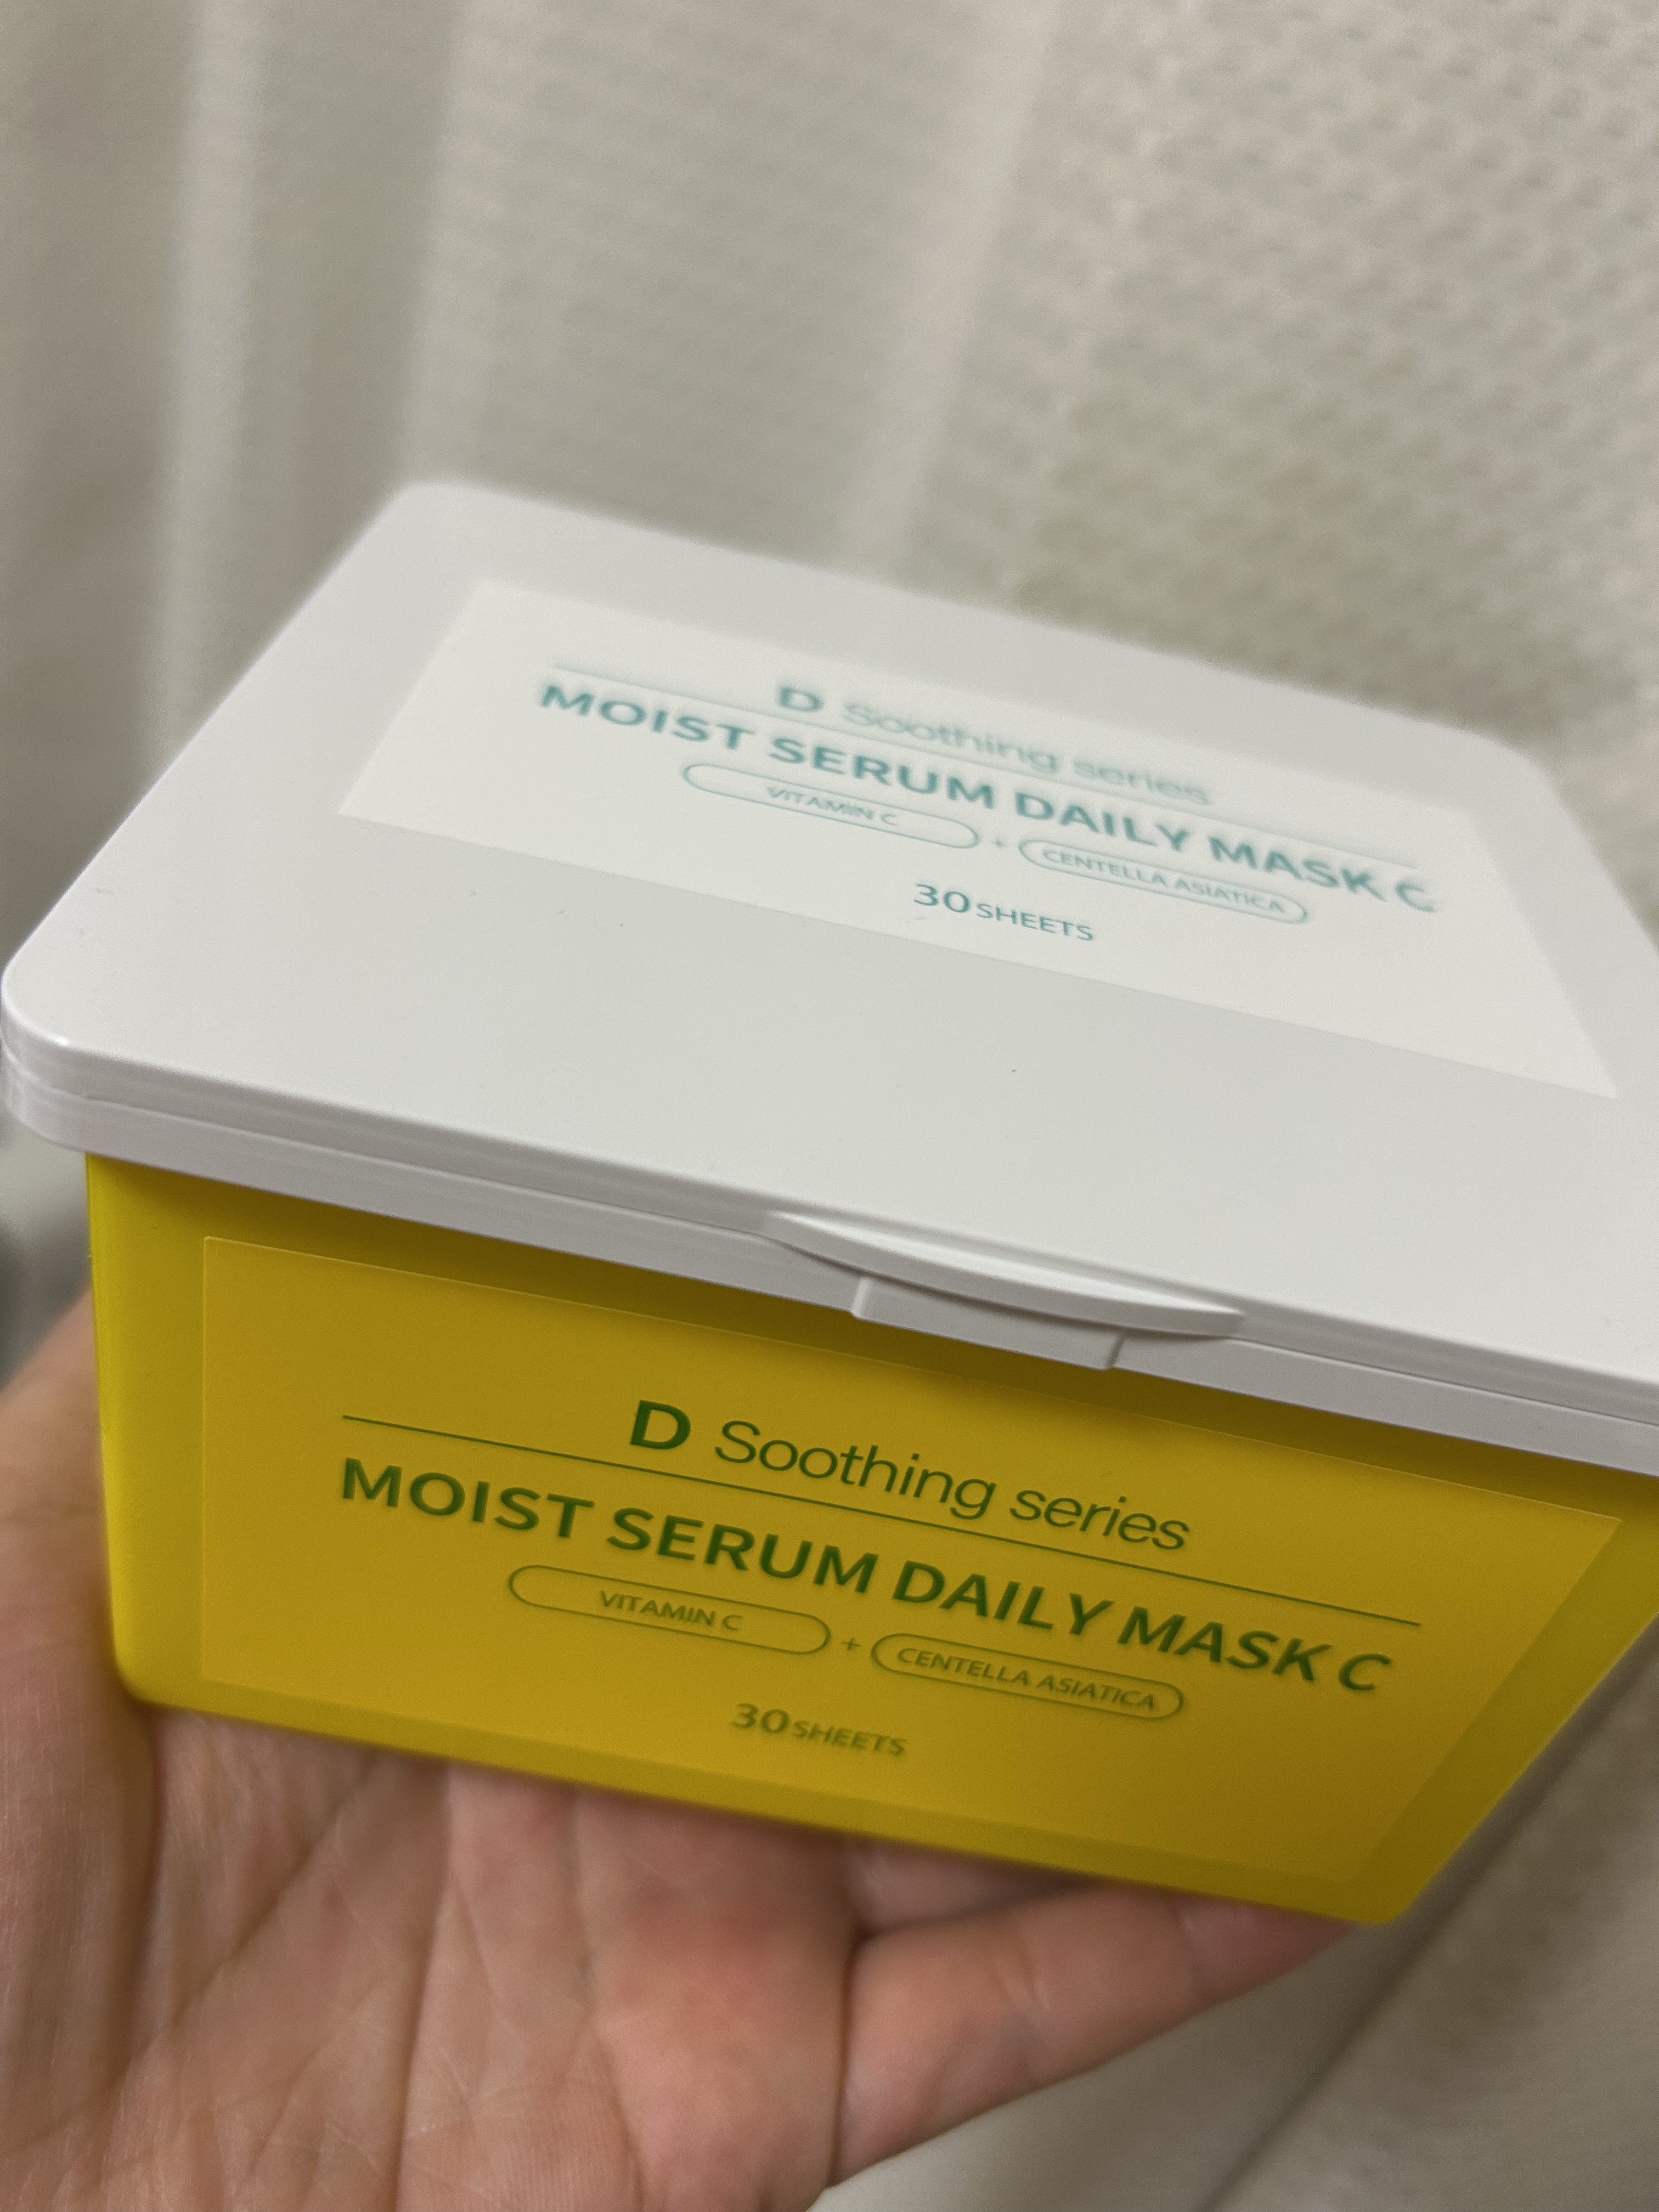 D Soothing series
MOIST SERUM DAILY MASK C
VITAMIN C + CENTELLA ASIATICA
30 SHEETS
D Soothing series
MOIST SERUM DAILY MASK C
VITAMIN C + CENTELLA ASIATICA
30 SHEETS